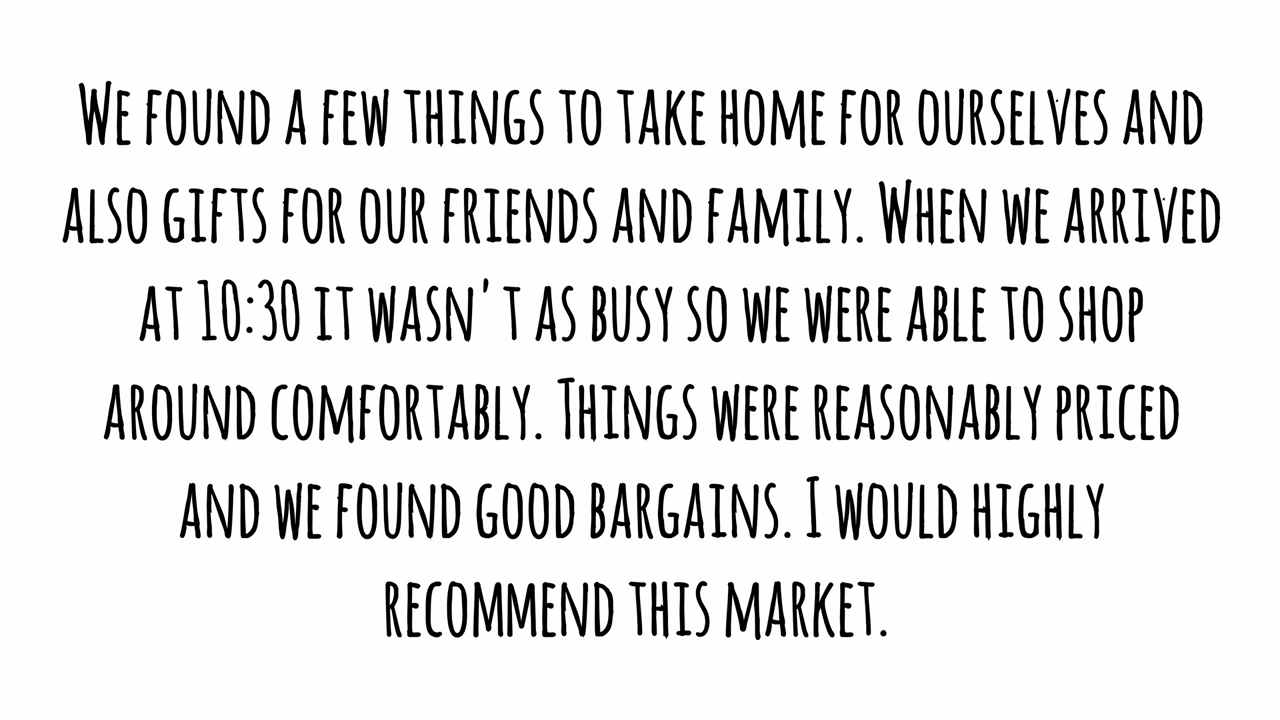 We found a few things to take home for ourselves and
also gifts for our friends and family. When we arrived
at 10:30 it wasn't as busy so we were able to shop
around comfortably. Things were reasonably priced
and we found good bargains. I would highly
recommend this market.